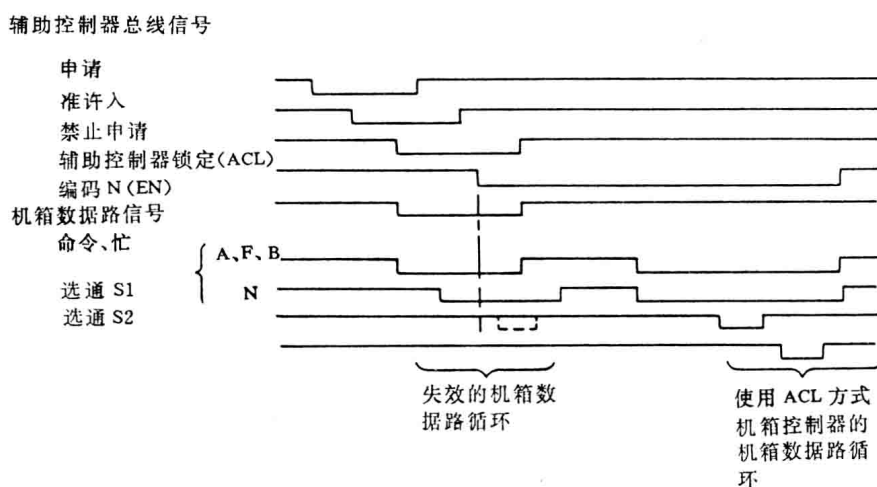 辅助控制器总线信号
申请
准许入
禁止申请
辅助控制器锁定(ACL)
编码 N(EN)
机箱数据路信号
命令、忙
A、F、B
选通 S1
N
选通 S2
失效的机箱数
据路循环
使用 ACL 方式
机箱控制器的
机箱数据路循
环